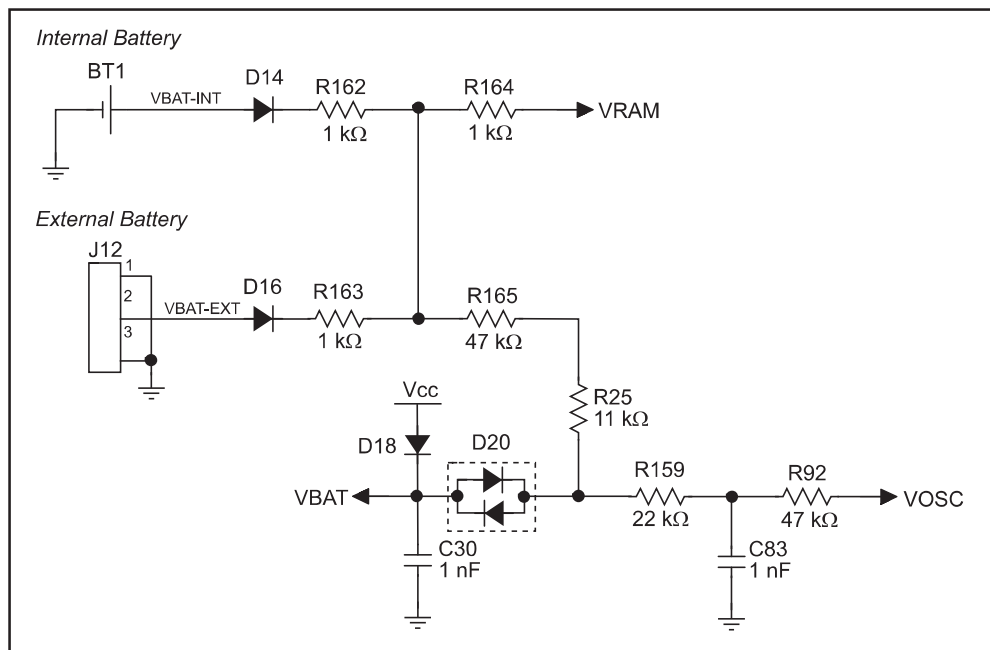 Internal Battery
BT1
VBAT-INT
D14
R162
1 kΩ
R164
1 kΩ
VRAM
External Battery
J12
1
2
3
VBAT-EXT
D16
R163
1 kΩ
R165
47 kΩ
R25
11 kΩ
Vcc
D18
D20
VBAT
R159
22 kΩ
R92
47 kΩ
VOSC
C30
1 nF
C83
1 nF